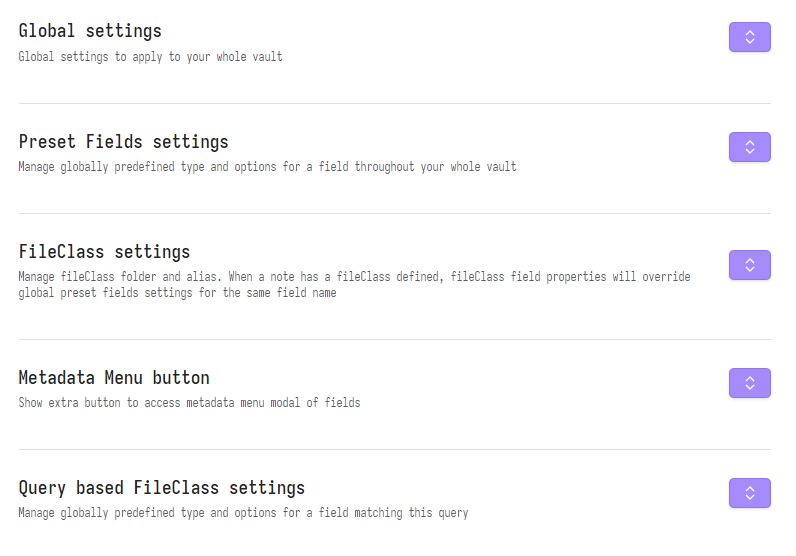 Global settings
Global settings to apply to your whole vault
Preset Fields settings
Manage globally predefined type and options for a field throughout your whole vault
FileClass settings
Manage fileClass folder and alias. When a note has a fileClass defined, fileClass field properties will override
global preset fields settings for the same field name
Metadata Menu button
Show extra button to access metadata menu modal of fields
Query based FileClass settings
Manage globally predefined type and options for a field matching this query